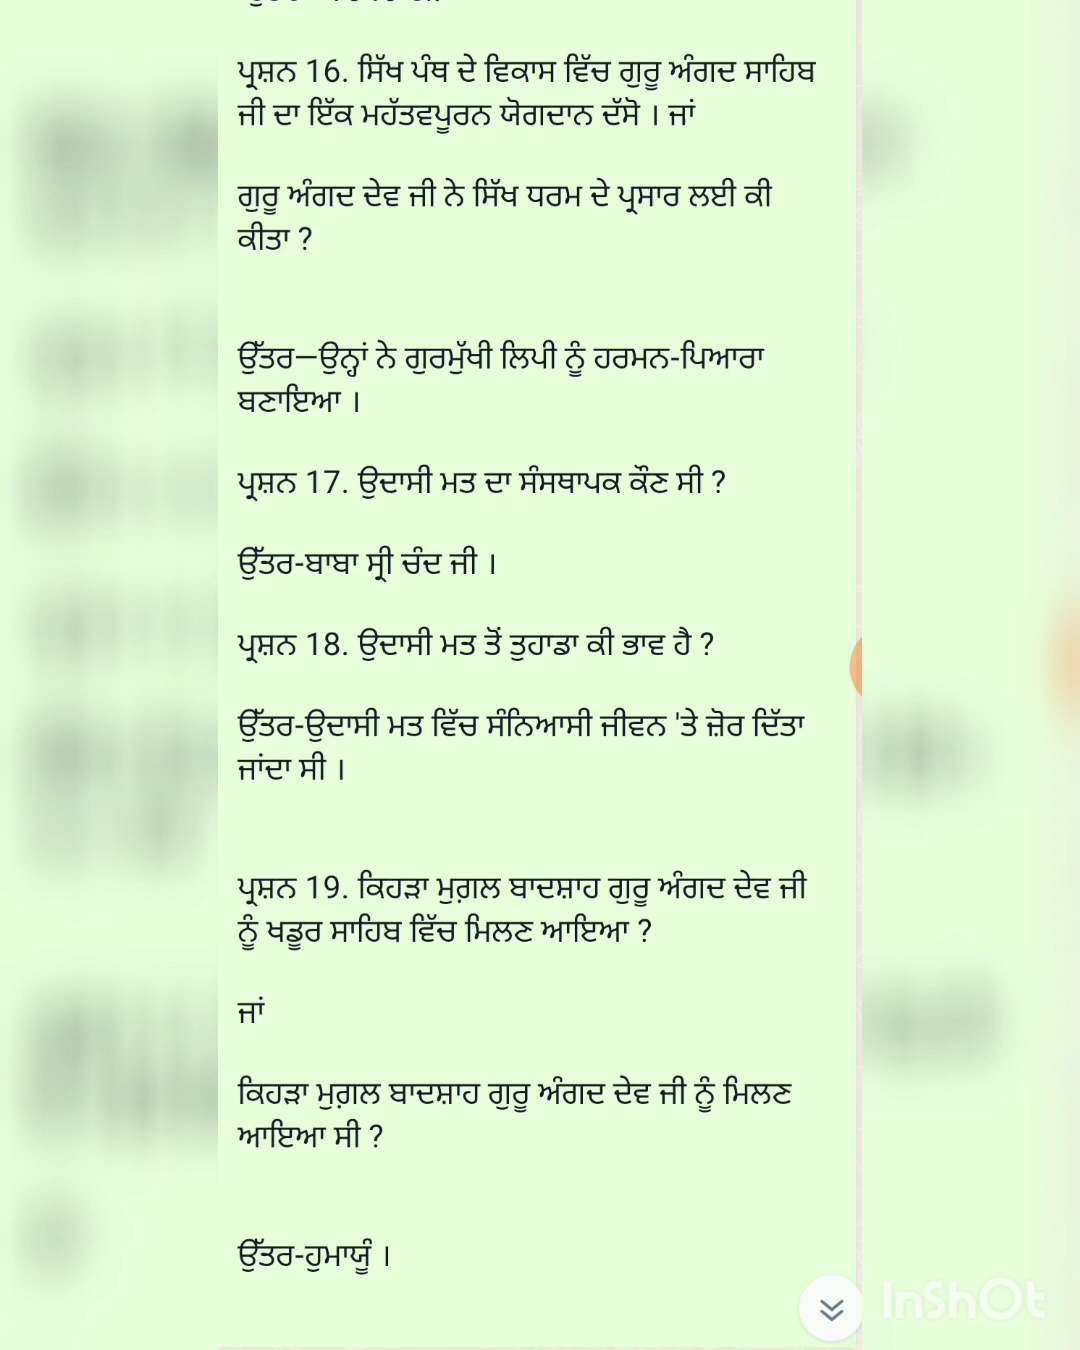 ਪ੍ਰਸ਼ਨ 16. ਸਿੱਖ ਪੰਥ ਦੇ ਵਿਕਾਸ ਵਿੱਚ ਗੁਰੂ ਅੰਗਦ ਸਾਹਿਬ
ਜੀ ਦਾ ਇੱਕ ਮਹੱਤਵਪੂਰਨ ਯੋਗਦਾਨ ਦੱਸੋ । ਜਾਂ
ਗੁਰੂ ਅੰਗਦ ਦੇਵ ਜੀ ਨੇ ਸਿੱਖ ਧਰਮ ਦੇ ਪ੍ਰਸਾਰ ਲਈ ਕੀ
ਕੀਤਾ ?
ਉੱਤਰ—ਉਨ੍ਹਾਂ ਨੇ ਗੁਰਮੁੱਖੀ ਲਿਪੀ ਨੂੰ ਹਰਮਨ-ਪਿਆਰਾ
ਬਣਾਇਆ ।
ਪ੍ਰਸ਼ਨ 17. ਉਦਾਸੀ ਮਤ ਦਾ ਸੰਸਥਾਪਕ ਕੌਣ ਸੀ ?
ਉੱਤਰ-ਬਾਬਾ ਸ੍ਰੀ ਚੰਦ ਜੀ ।
ਪ੍ਰਸ਼ਨ 18. ਉਦਾਸੀ ਮਤ ਤੋਂ ਤੁਹਾਡਾ ਕੀ ਭਾਵ ਹੈ ?
ਉੱਤਰ-ਉਦਾਸੀ ਮਤ ਵਿੱਚ ਸੰਨਿਆਸੀ ਜੀਵਨ 'ਤੇ ਜ਼ੋਰ ਦਿੱਤਾ
ਜਾਂਦਾ ਸੀ ।
ਪ੍ਰਸ਼ਨ 19. ਕਿਹੜਾ ਮੁਗ਼ਲ ਬਾਦਸ਼ਾਹ ਗੁਰੂ ਅੰਗਦ ਦੇਵ ਜੀ
ਨੂੰ ਖਡੂਰ ਸਾਹਿਬ ਵਿੱਚ ਮਿਲਣ ਆਇਆ ?
ਜਾਂ
ਕਿਹੜਾ ਮੁਗ਼ਲ ਬਾਦਸ਼ਾਹ ਗੁਰੂ ਅੰਗਦ ਦੇਵ ਜੀ ਨੂੰ ਮਿਲਣ
ਆਇਆ ਸੀ ?
ਉੱਤਰ-ਹੁਮਾਯੂੰ ।
InShOt